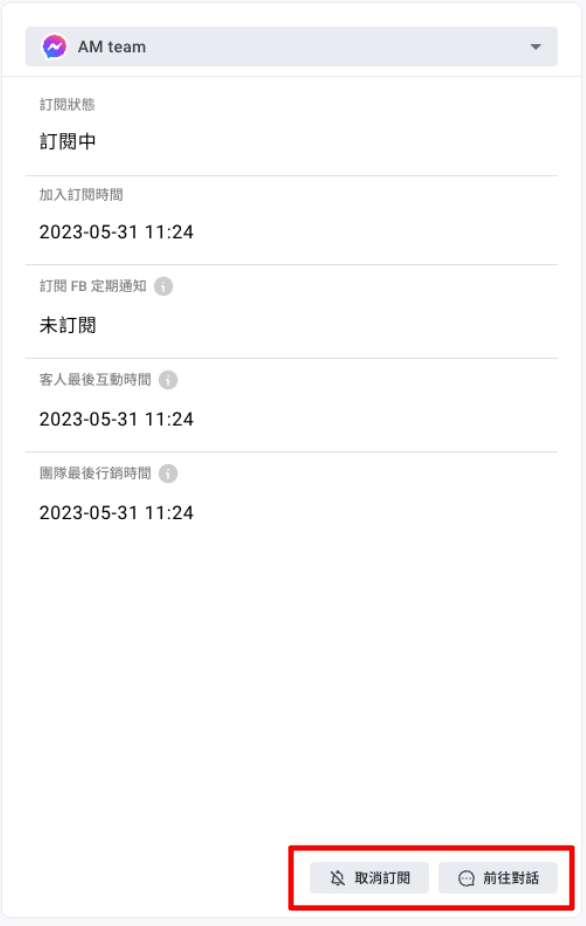 AM team
訂閱狀態
訂閱中
加入訂閱時間
2023-05-31 11:24
訂閱 FB 定期通知
未訂閱
客人最後互動時間
2023-05-31 11:24
團隊最後行銷時間
2023-05-31 11:24
取消訂閱 前往對話